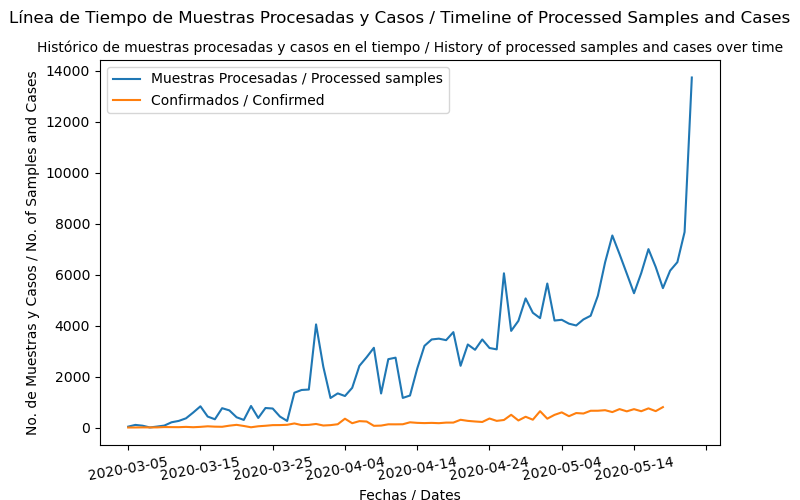 Línea de Tiempo de Muestras Procesadas y Casos / Timeline of Processed Samples and Cases
Histórico de muestras procesadas y casos en el tiempo / History of processed samples and cases over time
Muestras Procesadas / Processed samples
Confirmados / Confirmed
No. de Muestras y Casos / No. of Samples and Cases
14000
12000
10000
8000
6000
4000
2000
0
2020-03-05
2020-03-15
2020-03-25
2020-04-04
2020-04-14
2020-04-24
2020-05-04
2020-05-14
Fechas / Dates